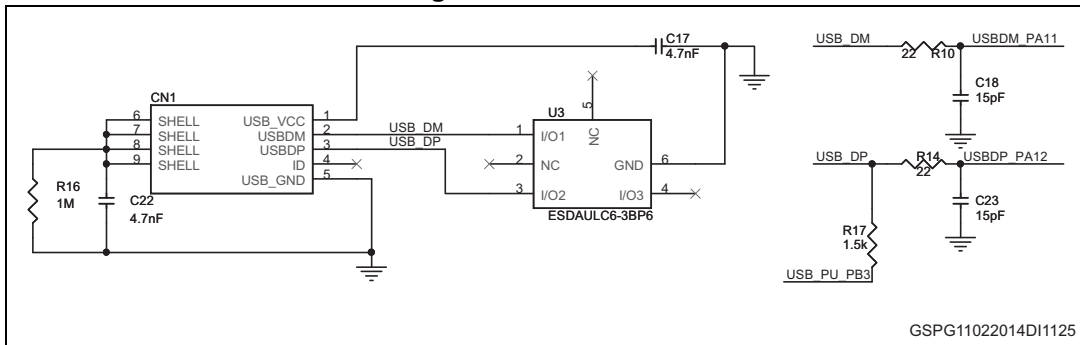 CN1
6 SHELL USB_VCC 1
7 SHELL USBDM 2
8 SHELL USBDP 3
9 SHELL ID 4
USB_GND 5
R16
1M
C22
4.7nF
USB_DM
USB_DP
C17
4.7nF
U3
5
NC
1 I/O1
2 NC
3 I/O2
GND 6
I/O3 4
ESDAULC6-3BP6
USB_DM
22 R10
USBDM_PA11
C18
15pF
USB_DP
R14
22
USBDP_PA12
C23
15pF
R17
1.5k
USB_PU_PB3
GSPG11022014DI1125